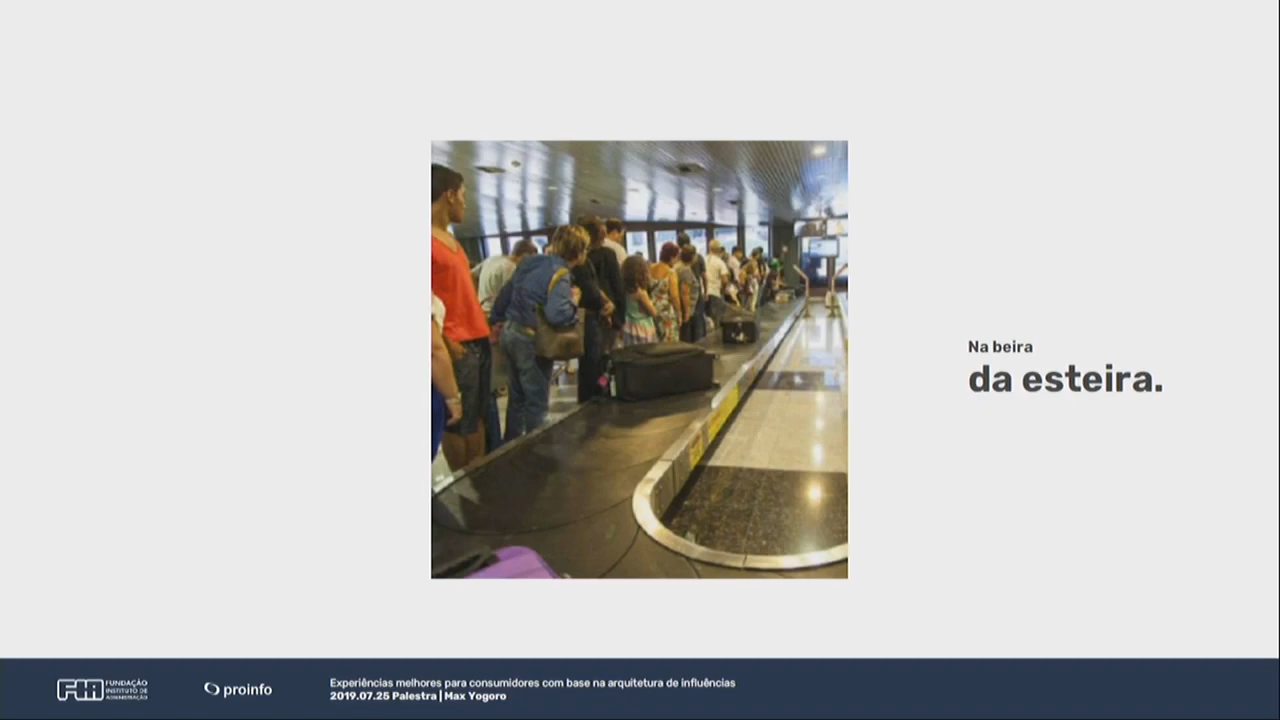 Na beira
da esteira.
FIA FUNDAÇÃO
INSTITUTO DE
ADMINISTRAÇÃO
proinfo
Experiências melhores para consumidores com base na arquitetura de influências
2019.07.25 Palestra | Max Yogoro